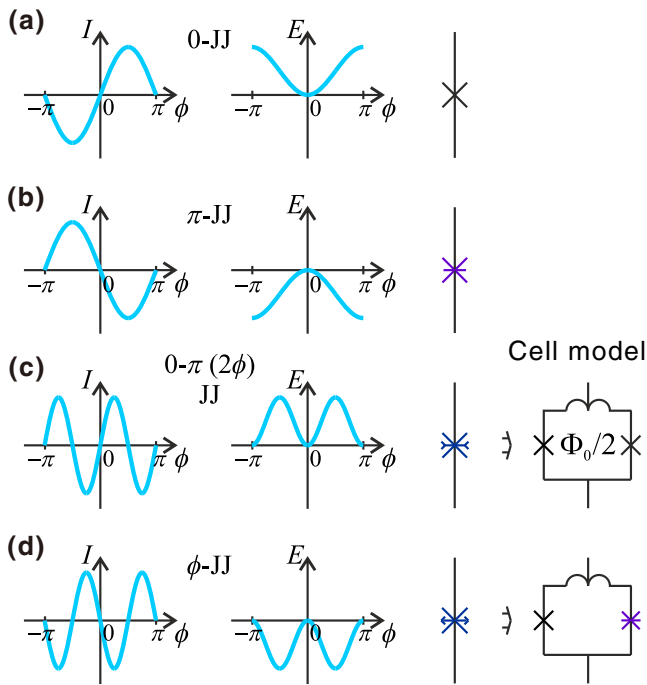 (a)
I
0-JJ
E
−π 0 π ϕ
−π 0 π ϕ
(b)
I
π-JJ
E
−π 0 π ϕ
−π 0 π ϕ
Cell model
(c)
I
0-π (2ϕ)
JJ
E
−π 0 π ϕ
−π 0 π ϕ
Φ₀/2
(d)
I
ϕ-JJ
E
−π 0 π ϕ
−π 0 π ϕ